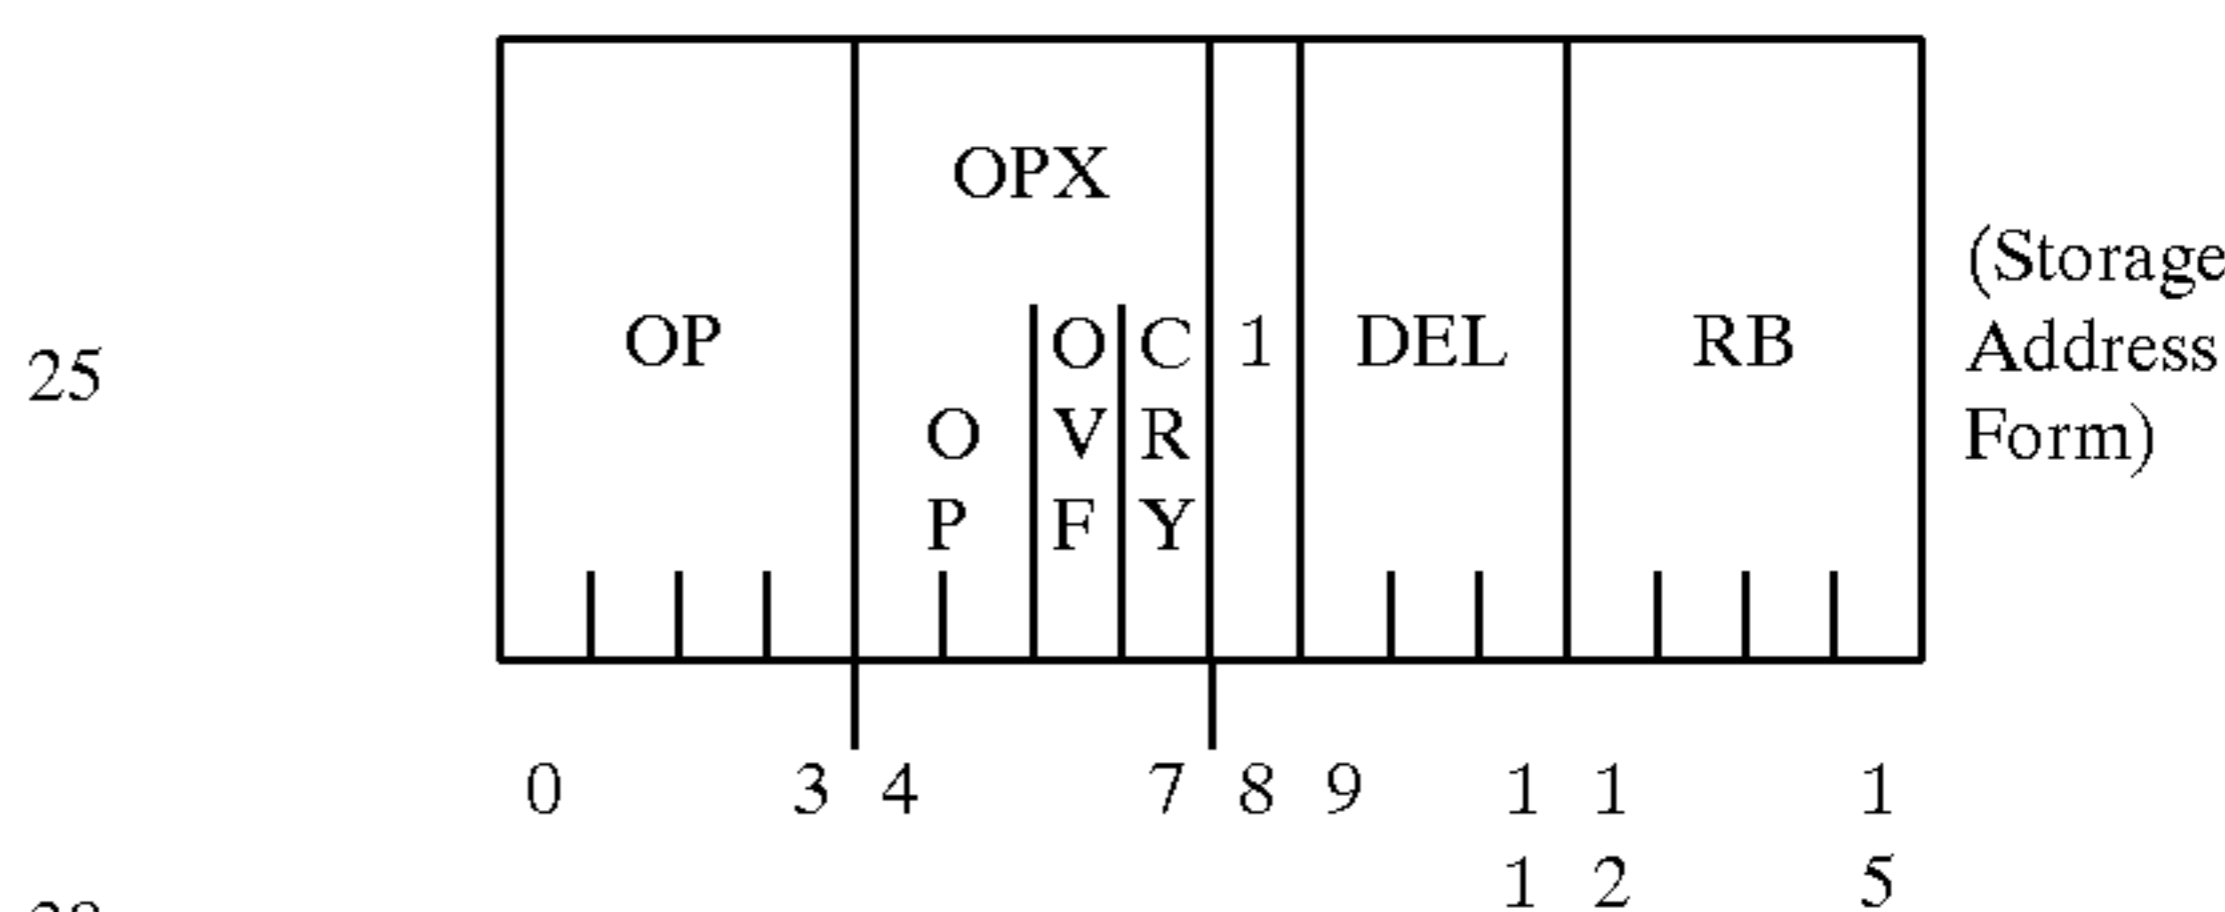 OPX
OP O C 1 DEL RB (Storage
25 Address
O V R Form)
P F Y
0 3 4 7 8 9 1 1 1
1 2 5